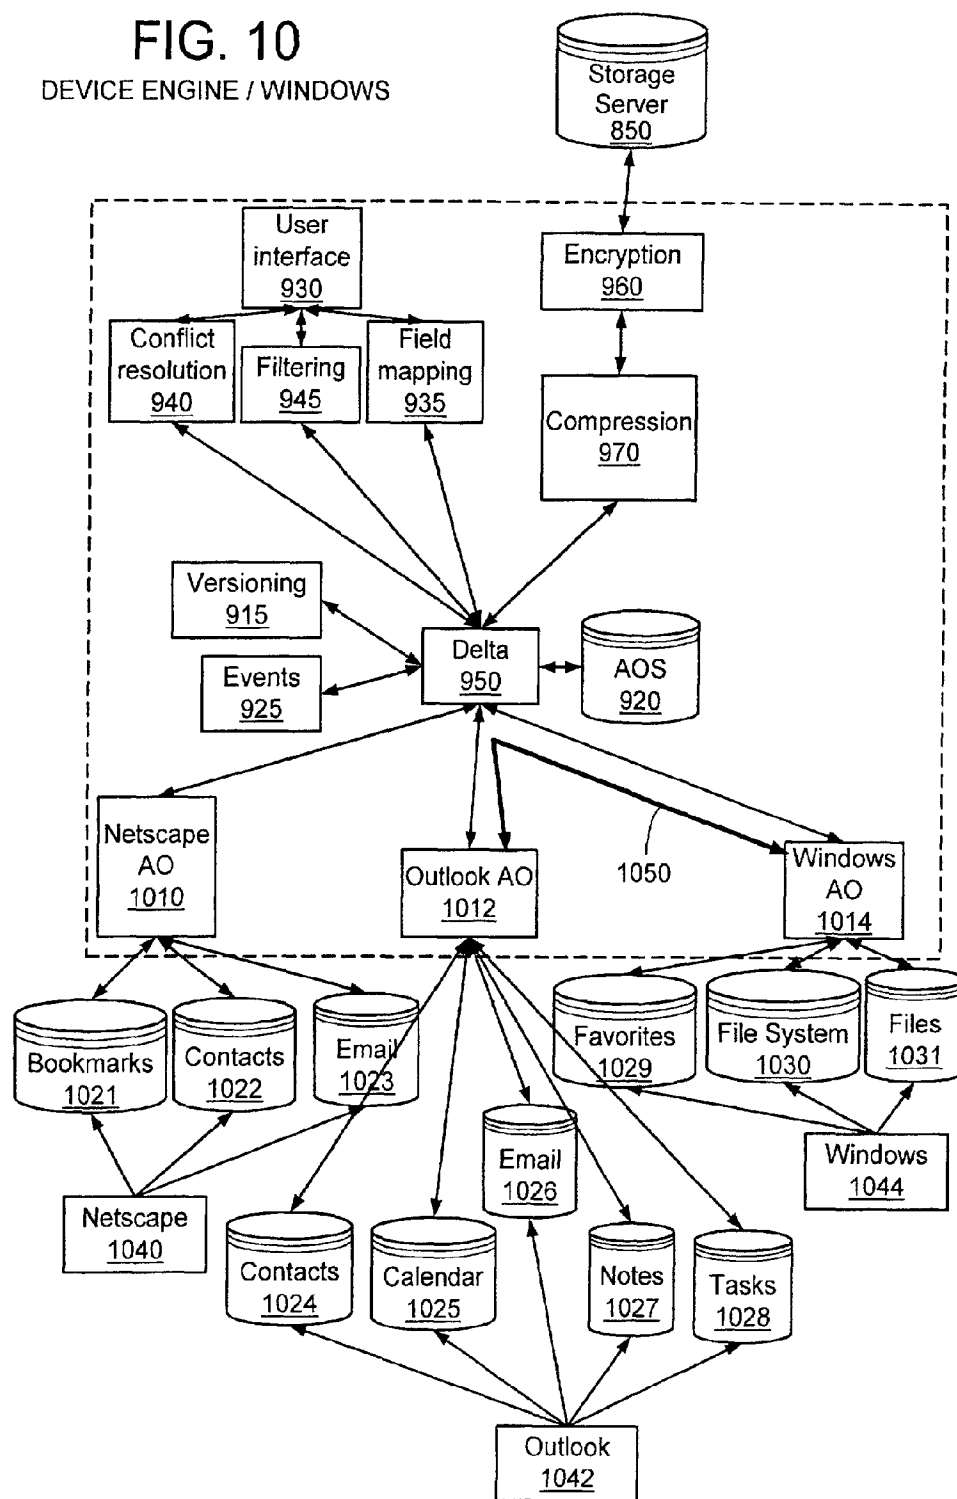 FIG. 10
DEVICE ENGINE / WINDOWS
Storage
Server
850
User
interface
930
Encryption
960
Conflict
resolution
940
Filtering
945
Field
mapping
935
Compression
970
Versioning
915
Events
925
Delta
950
AOS
920
Netscape
AO
1010
Outlook AO
1012
1050
Windows
AO
1014
Bookmarks
1021
Contacts
1022
Email
1023
Favorites
1029
File System
1030
Files
1031
Netscape
1040
Email
1026
Windows
1044
Contacts
1024
Calendar
1025
Notes
1027
Tasks
1028
Outlook
1042